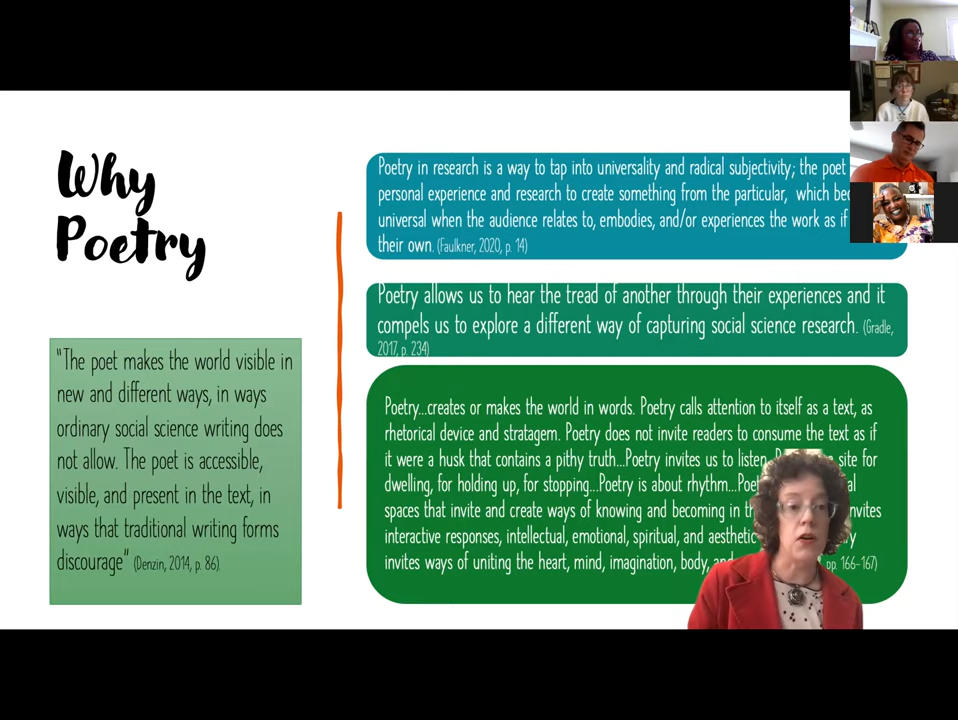 Why
Poetry
"The poet makes the world visible in
new and different ways, in ways
ordinary social science writing does
not allow. The poet is accessible,
visible, and present in the text, in
ways that traditional writing forms
discourage" (Denzin, 2014, p. 86).
Poetry in research is a way to tap into universality and radical subjectivity; the poet
personal experience and research to create something from the particular, which
universal when the audience relates to, embodies, and/or experiences the work as if
their own. (Faulkner, 2020, p. 14)
Poetry allows us to hear the tread of another through their experiences and it
compels us to explore a different way of capturing social science research. (Gradle,
2017, p. 234)
Poetry...creates or makes the world in words. Poetry calls attention to itself as a text, as
rhetorical device and stratagem. Poetry does not invite readers to consume the text as if
it were a husk that contains a pithy truth...Poetry invites us to listen. site for
dwelling, for holding up, for stopping...Poetry is about rhythm...
spaces that invite and create ways of knowing and becoming in invites
interactive responses, intellectual, emotional, spiritual, and aesthetic
invites ways of uniting the heart, mind, imagination, body, pp. 166-167)